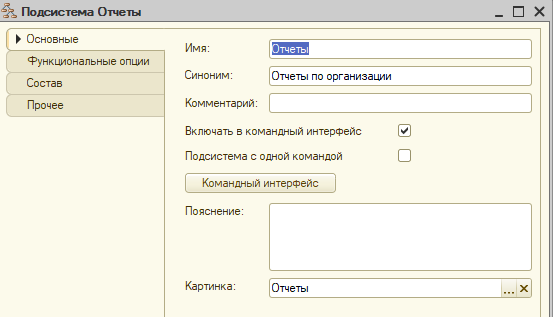 Подсистема Отчеты
Основные
Функциональные опции
Состав
Прочее
Имя: Отчеты
Синоним: Отчеты по организации
Комментарий:
Включать в командный интерфейс
Подсистема с одной командой
Командный интерфейс
Пояснение:
Картинка: Отчеты ...